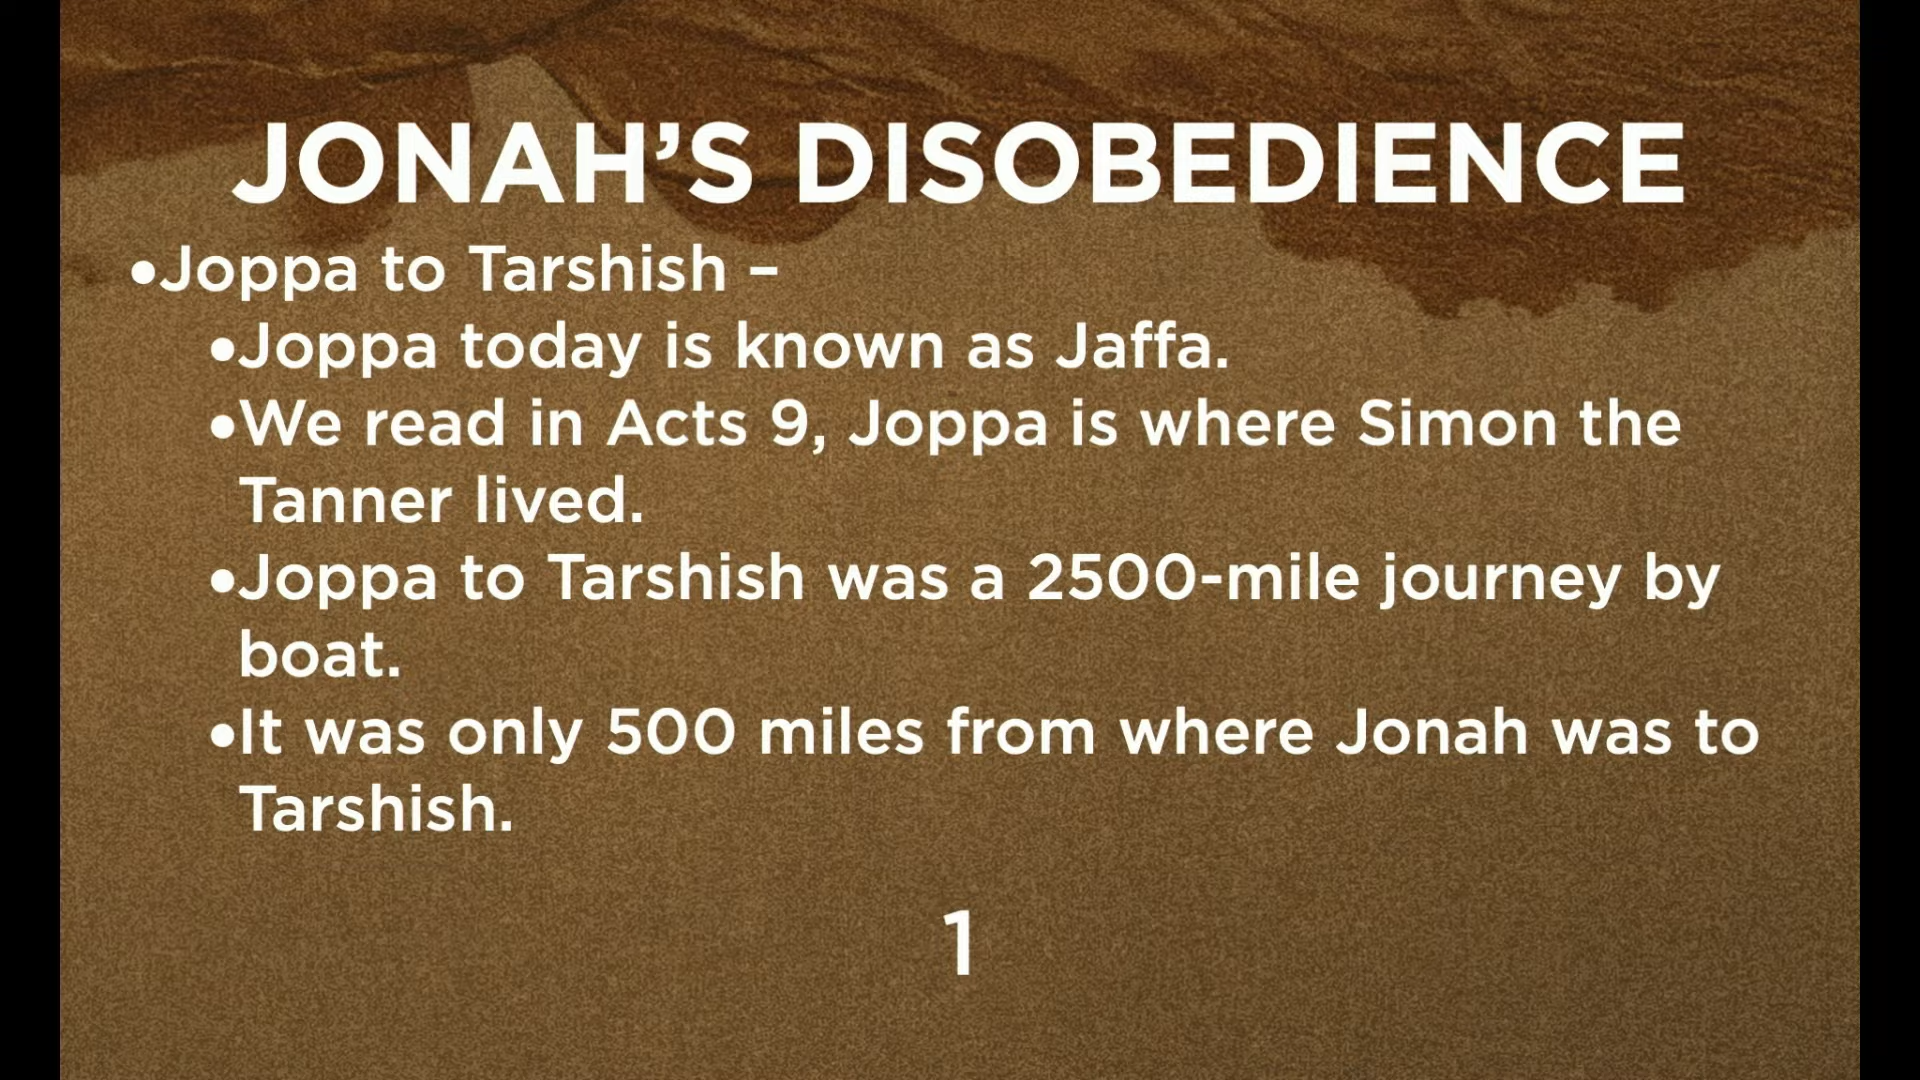 JONAH’S DISOBEDIENCE
•Joppa to Tarshish –
•Joppa today is known as Jaffa.
•We read in Acts 9, Joppa is where Simon the
Tanner lived.
•Joppa to Tarshish was a 2500-mile journey by
boat.
•It was only 500 miles from where Jonah was to
Tarshish.
1